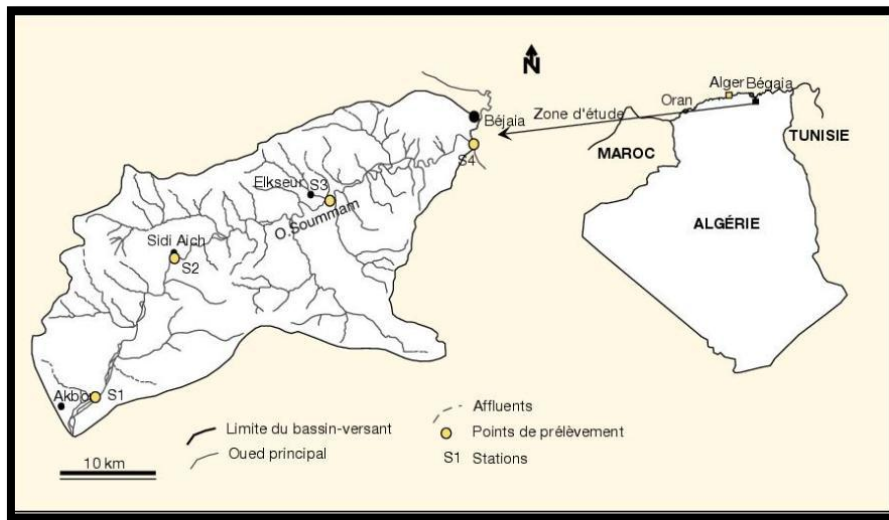 N
Alger Bégaia
Oran
Zone d'étude
Béjaia
TUNISIE
MAROC
S4
Elkseur S3
O.Soummam
ALGÉRIE
Sidi Aich
S2
Akbo
S1
Affluents
Limite du bassin-versant
Points de prélèvement
Oued principal
S1 Stations
10 km